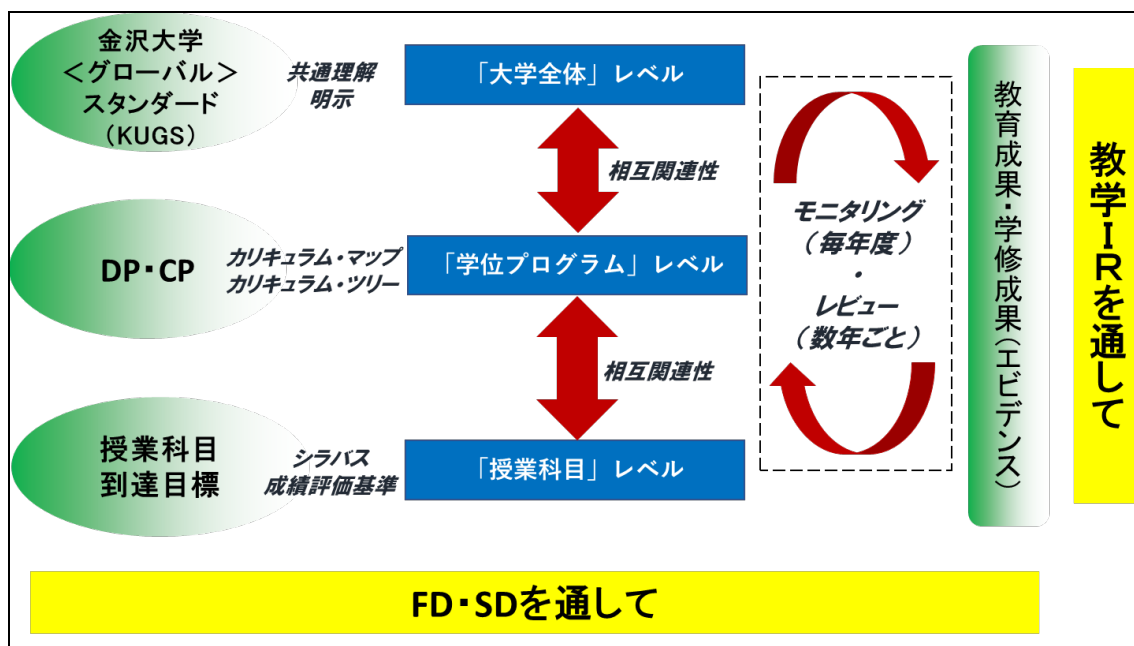 金沢大学
＜グローバル＞
スタンダード
（KUGS）
共通理解
明示
「大学全体」レベル
相互関連性
DP・CP
カリキュラム・マップ
カリキュラム・ツリー
「学位プログラム」レベル
相互関連性
授業科目
到達目標
シラバス
成績評価基準
「授業科目」レベル
モニタリング
（毎年度）
・
レビュー
（数年ごと）
教育成果・学修成果（エビデンス）
教学ＩＲを通して
FD・SDを通して